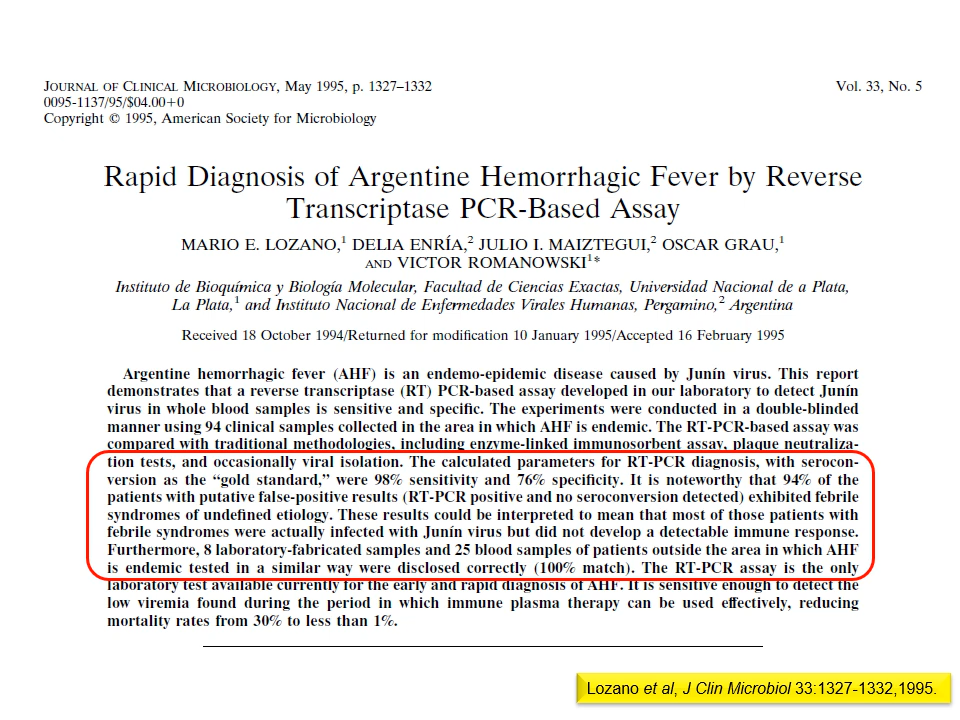 JOURNAL OF CLINICAL MICROBIOLOGY, May 1995, p. 1327–1332 Vol. 33, No. 5
0095-1137/95/$04.00+0
Copyright © 1995, American Society for Microbiology
Rapid Diagnosis of Argentine Hemorrhagic Fever by Reverse
Transcriptase PCR-Based Assay
MARIO E. LOZANO,1 DELIA ENRÍA,2 JULIO I. MAIZTEGUI,2 OSCAR GRAU,1
AND VICTOR ROMANOWSKI1*
Instituto de Bioquímica y Biología Molecular, Facultad de Ciencias Exactas, Universidad Nacional de a Plata,
La Plata,1 and Instituto Nacional de Enfermedades Virales Humanas, Pergamino,2 Argentina
Received 18 October 1994/Returned for modification 10 January 1995/Accepted 16 February 1995
Argentine hemorrhagic fever (AHF) is an endemo-epidemic disease caused by Junín virus. This report
demonstrates that a reverse transcriptase (RT) PCR-based assay developed in our laboratory to detect Junín
virus in whole blood samples is sensitive and specific. The experiments were conducted in a double-blinded
manner using 94 clinical samples collected in the area in which AHF is endemic. The RT-PCR-based assay was
compared with traditional methodologies, including enzyme-linked immunosorbent assay, plaque neutraliza-
tion tests, and occasionally viral isolation. The calculated parameters for RT-PCR diagnosis, with serocon-
version as the “gold standard,” were 98% sensitivity and 76% specificity. It is noteworthy that 94% of the
patients with putative false-positive results (RT-PCR positive and no seroconversion detected) exhibited febrile
syndromes of undefined etiology. These results could be interpreted to mean that most of those patients with
febrile syndromes were actually infected with Junín virus but did not develop a detectable immune response.
Furthermore, 8 laboratory-fabricated samples and 25 blood samples of patients outside the area in which AHF
is endemic tested in a similar way were disclosed correctly (100% match). The RT-PCR assay is the only
laboratory test available currently for the early and rapid diagnosis of AHF. It is sensitive enough to detect the
low viremia found during the period in which immune plasma therapy can be used effectively, reducing
mortality rates from 30% to less than 1%.
Lozano et al, J Clin Microbiol 33:1327-1332,1995.